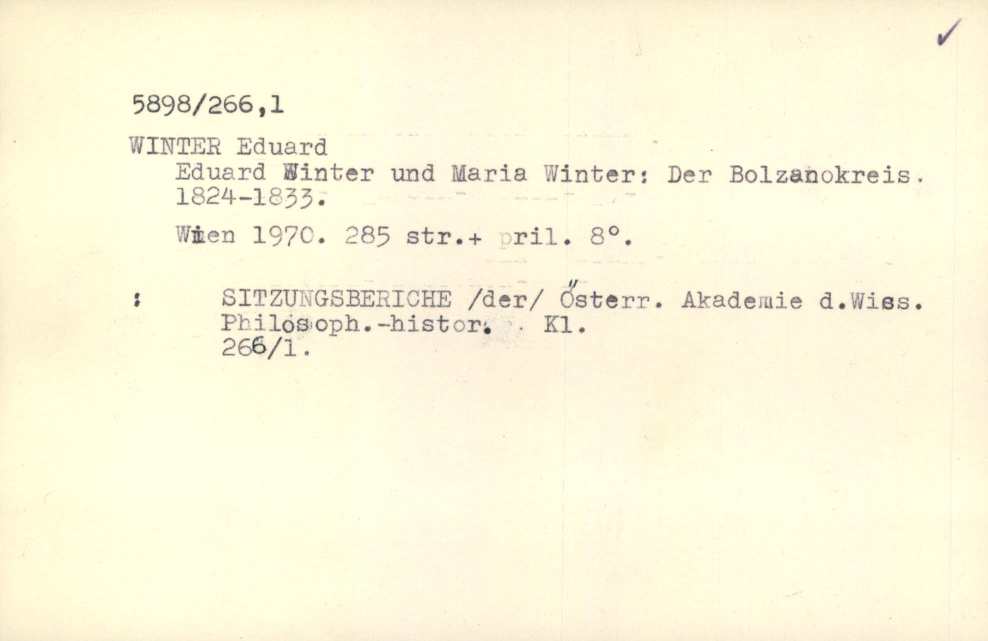 5898/266,1
WINTER Eduard
Eduard Winter und Maria Winter: Der Bolzanokreis.
1824-1833.
Wien 1970. 285 str.+ pril. 8°.
: SITZUNGSBERICHE /der/ Österr. Akademie d.Wiss.
Philosoph.-histor. Kl.
266/1.